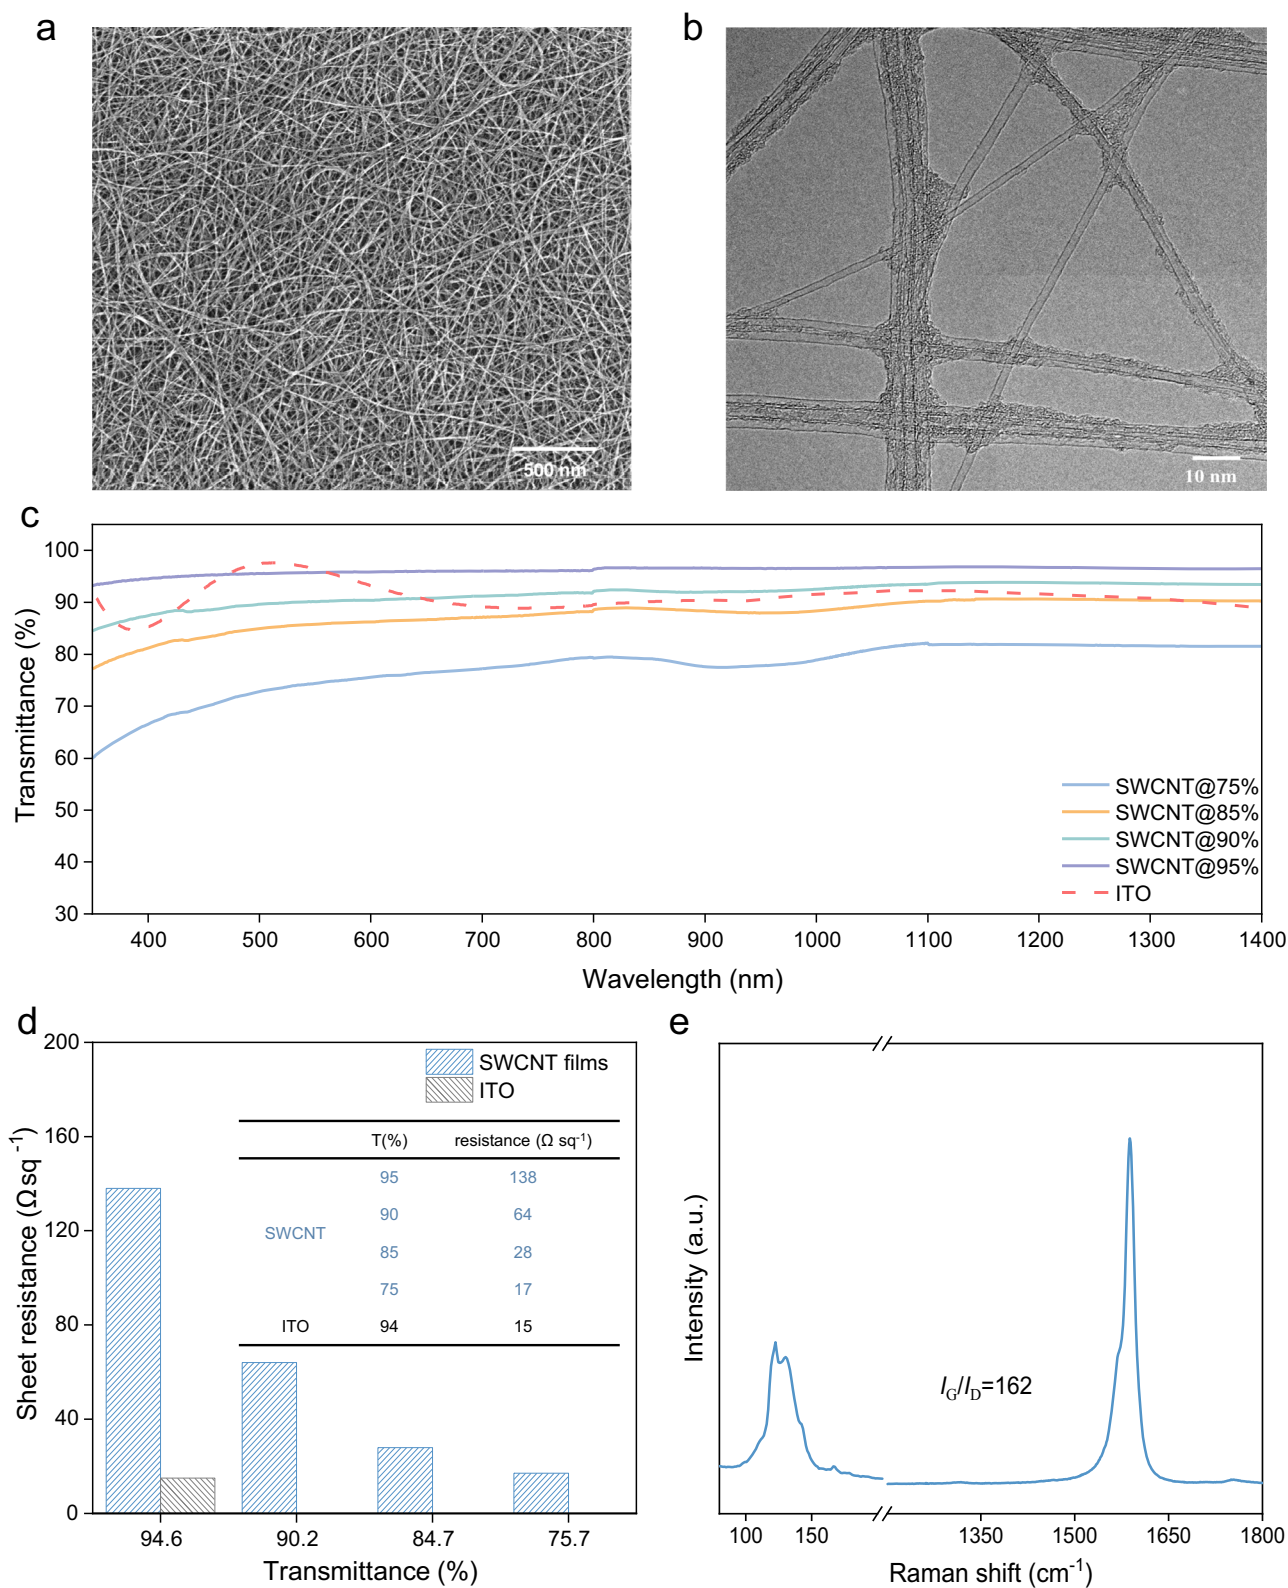 a
b
500 nm
10 nm
c
Transmittance (%)
100
90
80
70
60
50
40
30
SWCNT@75%
SWCNT@85%
SWCNT@90%
SWCNT@95%
ITO
400 500 600 700 800 900 1000 1100 1200 1300 1400
Wavelength (nm)
d
Sheet resistance (Ω sq⁻¹)
200
160
120
80
40
0
SWCNT films
ITO
T(%) resistance (Ω sq⁻¹)
SWCNT
95 138
90 64
85 28
75 17
ITO 94 15
94.6 90.2 84.7 75.7
Transmittance (%)
e
Intensity (a.u.)
I_G/I_D=162
100 150 1350 1500 1650 1800
Raman shift (cm⁻¹)